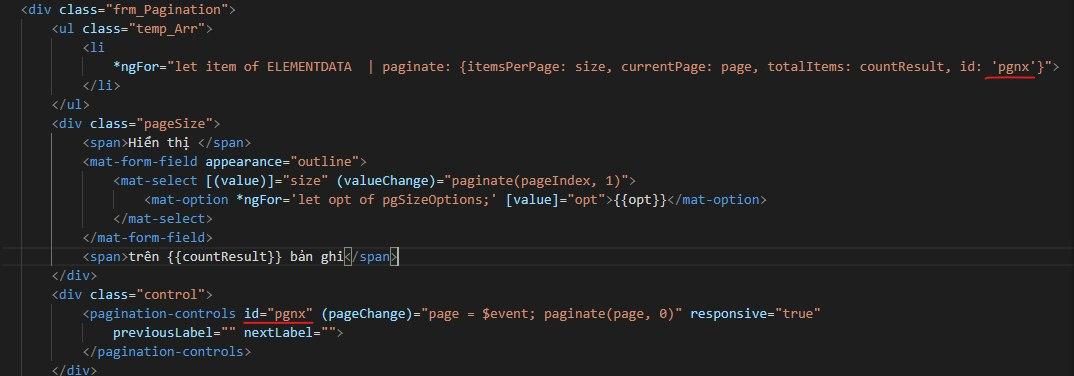 <div class="frm_Pagination">
<ul class="temp_Arr">
<li
*ngFor="let item of ELEMENTDATA  | paginate: {itemsPerPage: size, currentPage: page, totalItems: countResult, id: 'pgnx'}">
</li>
</ul>
<div class="pageSize">
<span>Hiển thị </span>
<mat-form-field appearance="outline">
<mat-select [(value)]="size" (valueChange)="paginate(pageIndex, 1)">
<mat-option *ngFor='let opt of pgSizeOptions;' [value]="opt">{{opt}}</mat-option>
</mat-select>
</mat-form-field>
<span>trên {{countResult}} bản ghi</span>
</div>
<div class="control">
<pagination-controls id="pgnx" (pageChange)="page = $event; paginate(page, 0)" responsive="true"
previousLabel="" nextLabel="">
</pagination-controls>
</div>